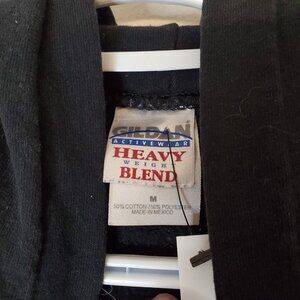 GILDAN
ACTIVEWEAR
HEAVY
WEIGHT
BLEND
M
50% COTTON / 50% POLYESTER
MADE IN MEXICO